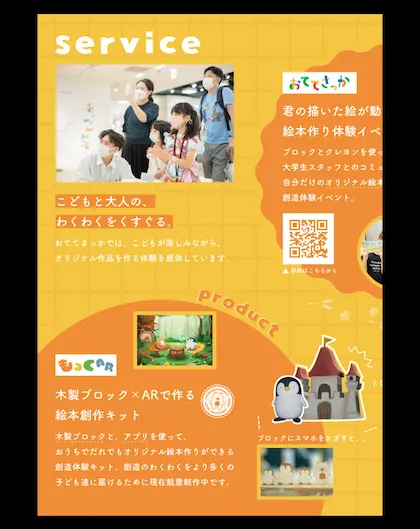 service
こどもと大人の、
わくわくをくすぐる。
おててさっかでは、こどもが楽しみながら、
オリジナル作品を作る体験を提供しています。
おててさっか
君の描いた絵が動
絵本作り体験イベ
ブロックとクレヨンを使っ
大学生スタッフとのコミュ
自分だけのオリジナル絵本
創造体験イベント。
▲ 詳細はこちらから
product
もっくAR
木製ブロック×ARで作る
絵本創作キット
木製ブロックと、アプリを使って、
おうちでだれでもオリジナル絵本作りができる
創造体験キット。創造のわくわくをより多くの
子ども達に届けるために現在鋭意制作中です。
ブロックにスマホをかざすと、、